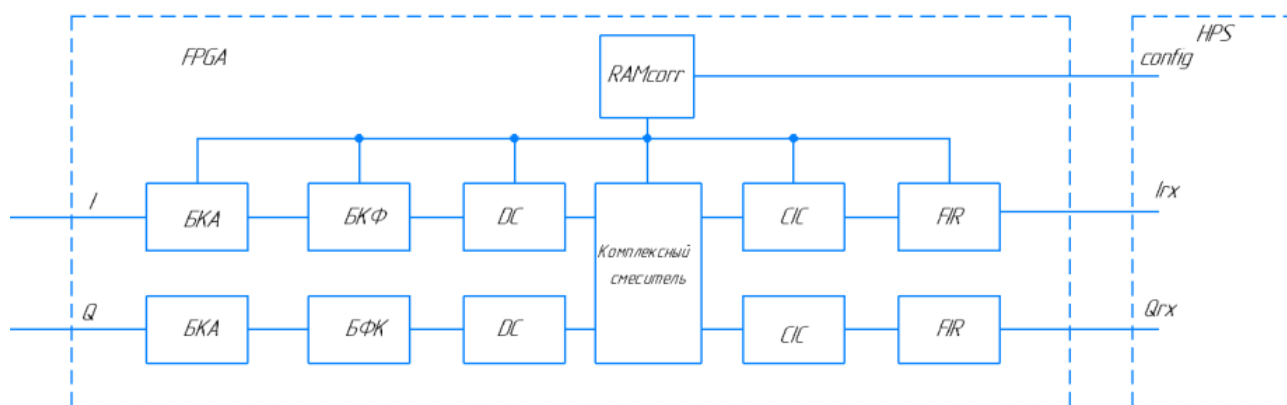 FPGA
HPS
RAMcorr
config
I
БКА
БКФ
DC
Комплексный
смеситель
CIC
FIR
Irx
Q
БКА
БФК
DC
CIC
FIR
Qrx